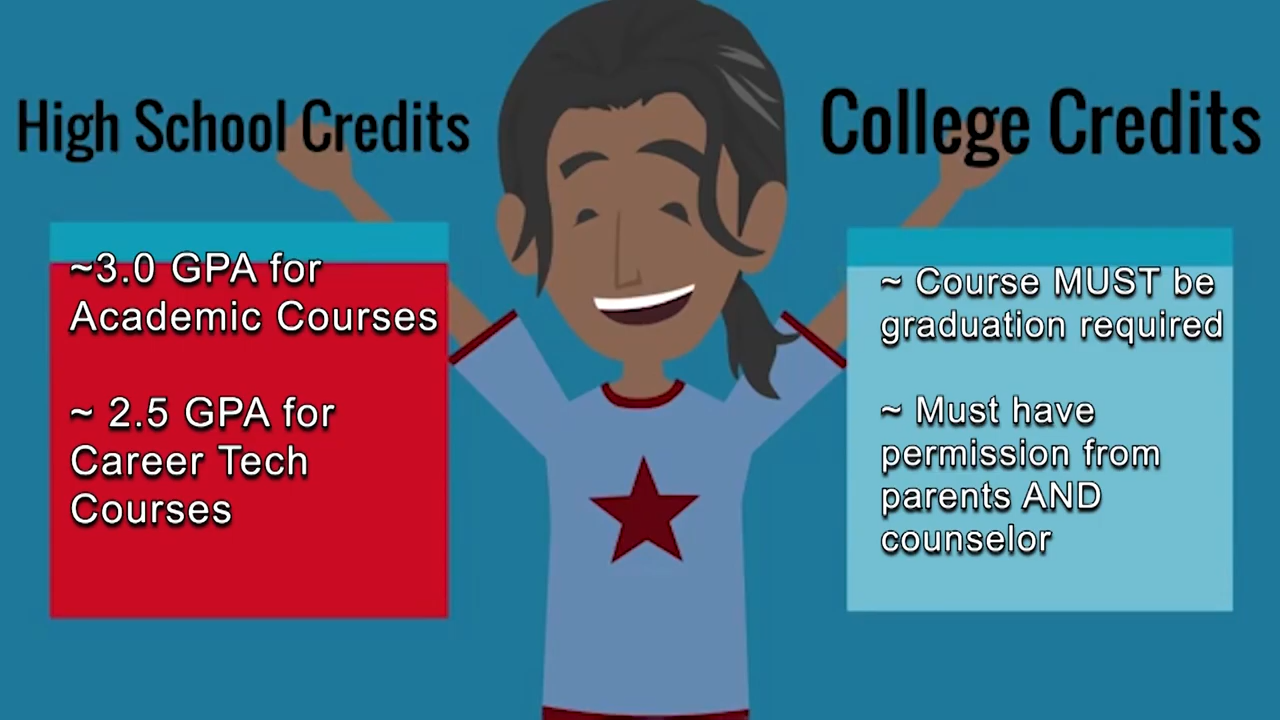 High School Credits
~3.0 GPA for
Academic Courses
~ 2.5 GPA for
Career Tech
Courses
College Credits
~ Course MUST be
graduation required
~ Must have
permission from
parents AND
counselor